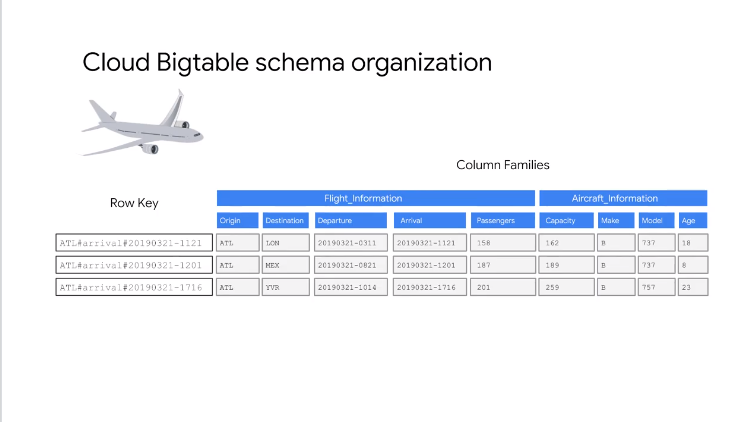 Cloud Bigtable schema organization
Column Families
Row Key
Flight_Information Aircraft_Information
Origin Destination Departure Arrival Passengers Capacity Make Model Age
ATL#arrival#20190321-1121 ATL LON 20190321-0311 20190321-1121 158 162 B 737 18
ATL#arrival#20190321-1201 ATL MEX 20190321-0821 20190321-1201 187 189 B 737 8
ATL#arrival#20190321-1716 ATL YVR 20190321-1014 20190321-1716 201 259 B 757 23